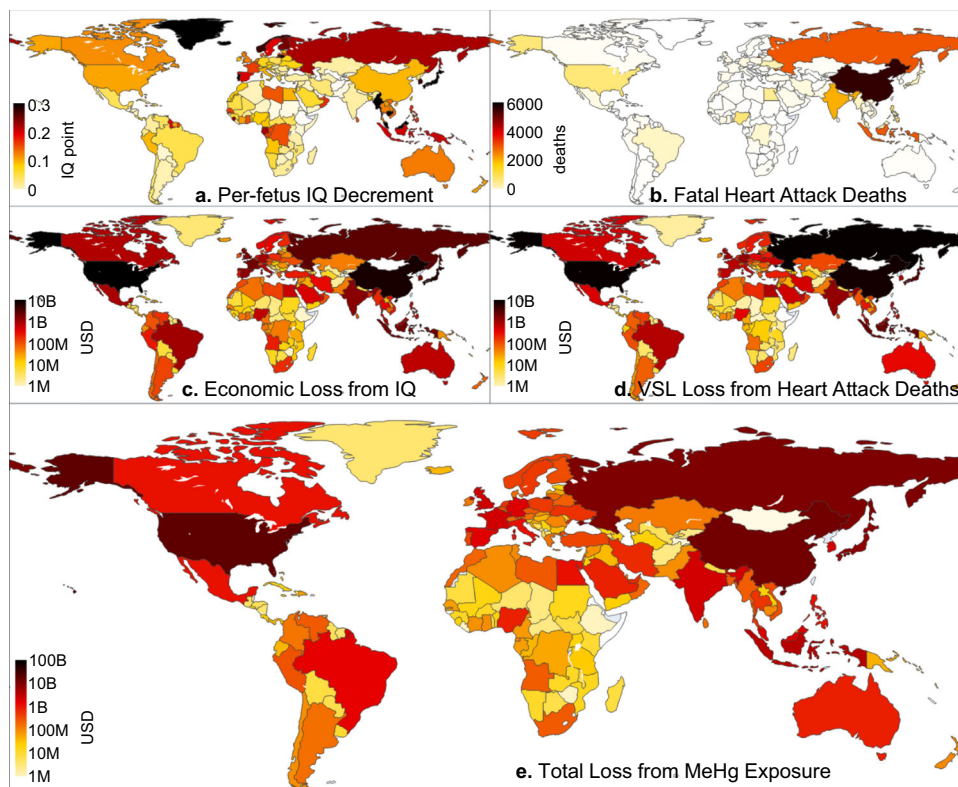 0.3
0.2
0.1
0
IQ point
a. Per-fetus IQ Decrement
6000
4000
2000
0
deaths
b. Fatal Heart Attack Deaths
10B
1B
100M
10M
1M
USD
c. Economic Loss from IQ
10B
1B
100M
10M
1M
USD
d. VSL Loss from Heart Attack Deaths
100B
10B
1B
100M
10M
1M
USD
e. Total Loss from MeHg Exposure